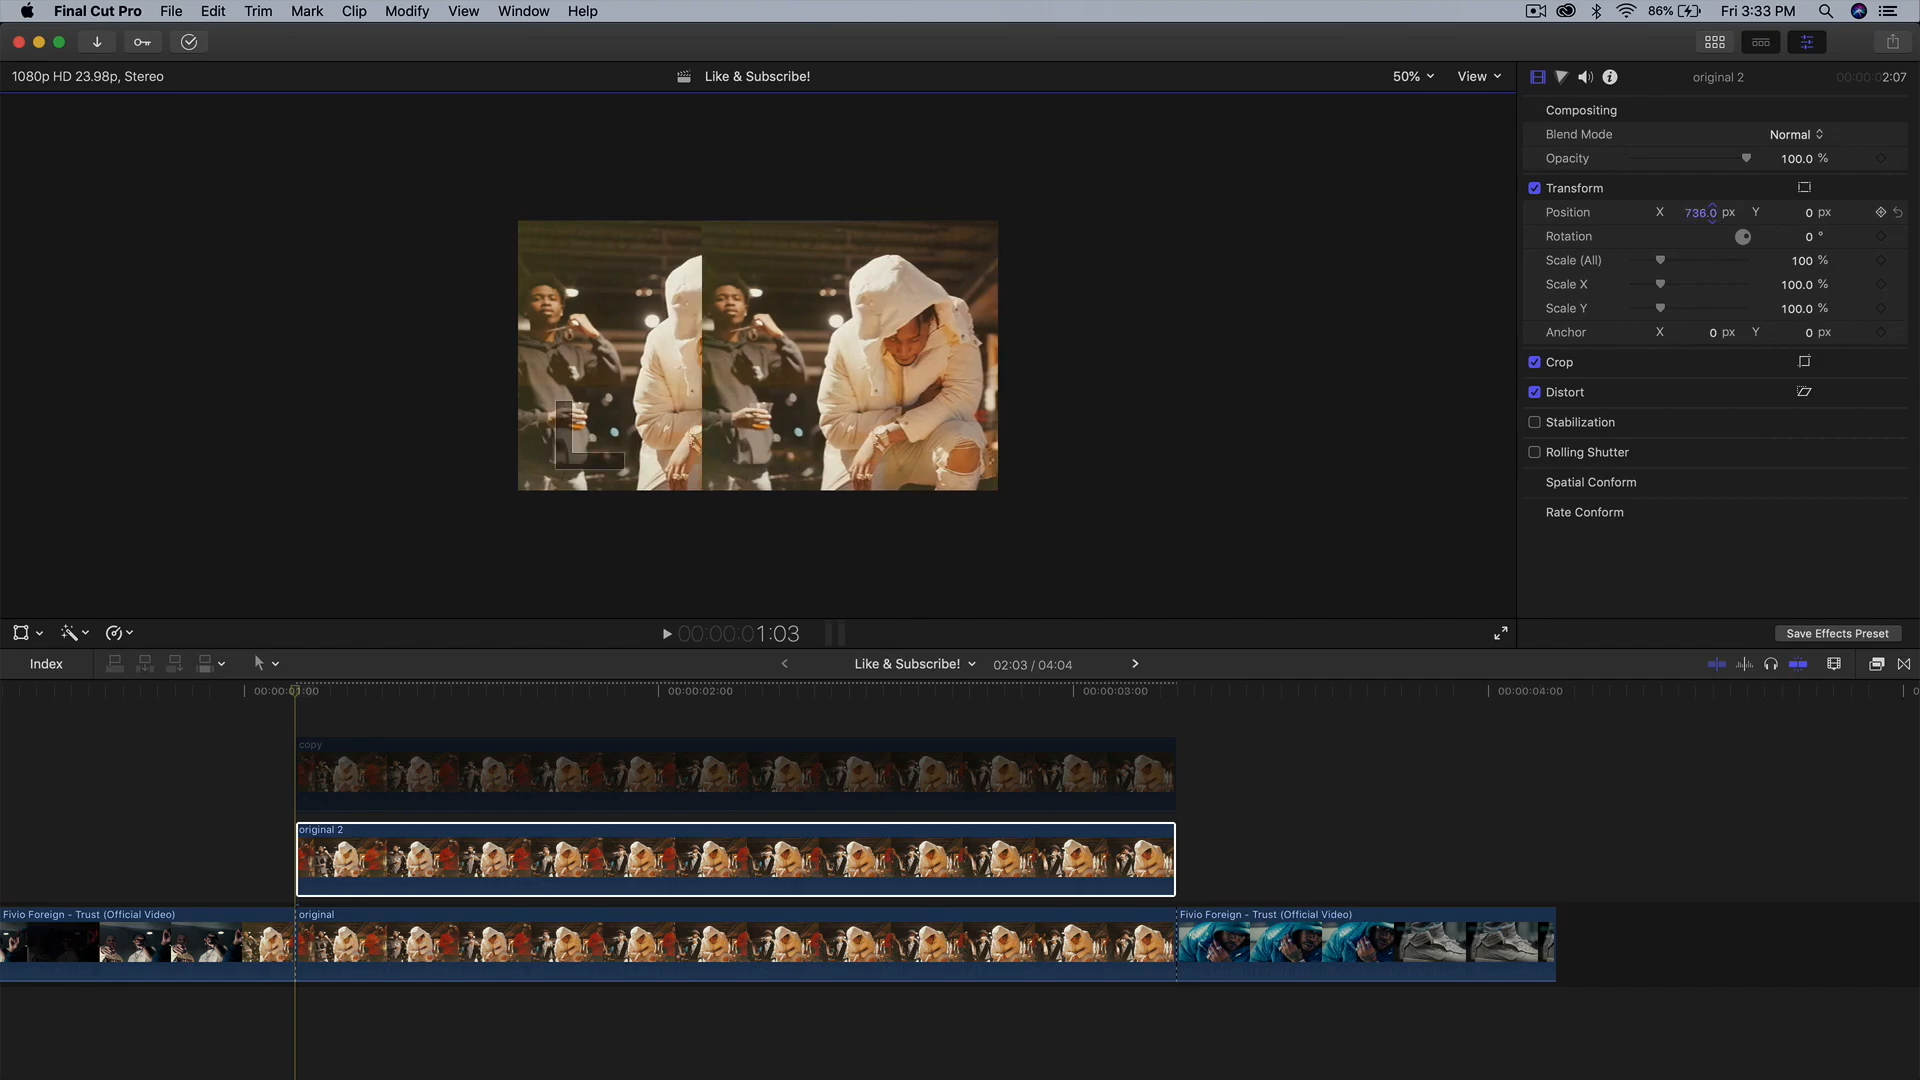 Final Cut Pro File Edit Trim Mark Clip Modify View Window Help 86% Fri 3:33 PM
1080p HD 23.98p, Stereo Like & Subscribe! 50% View original 2 00:00:02:07
Compositing
Blend Mode Normal
Opacity 100.0 %
Transform
Position X 736.0 px Y 0 px
Rotation 0 °
Scale (All) 100 %
Scale X 100.0 %
Scale Y 100.0 %
Anchor X 0 px Y 0 px
Crop
Distort
Stabilization
Rolling Shutter
Spatial Conform
Rate Conform
00:00:01:03 Save Effects Preset
Index Like & Subscribe! 02:03 / 04:04
00:00:01:00 00:00:02:00 00:00:03:00 00:00:04:00
copy
original 2
Fivio Foreign - Trust (Official Video) original Fivio Foreign - Trust (Official Video)